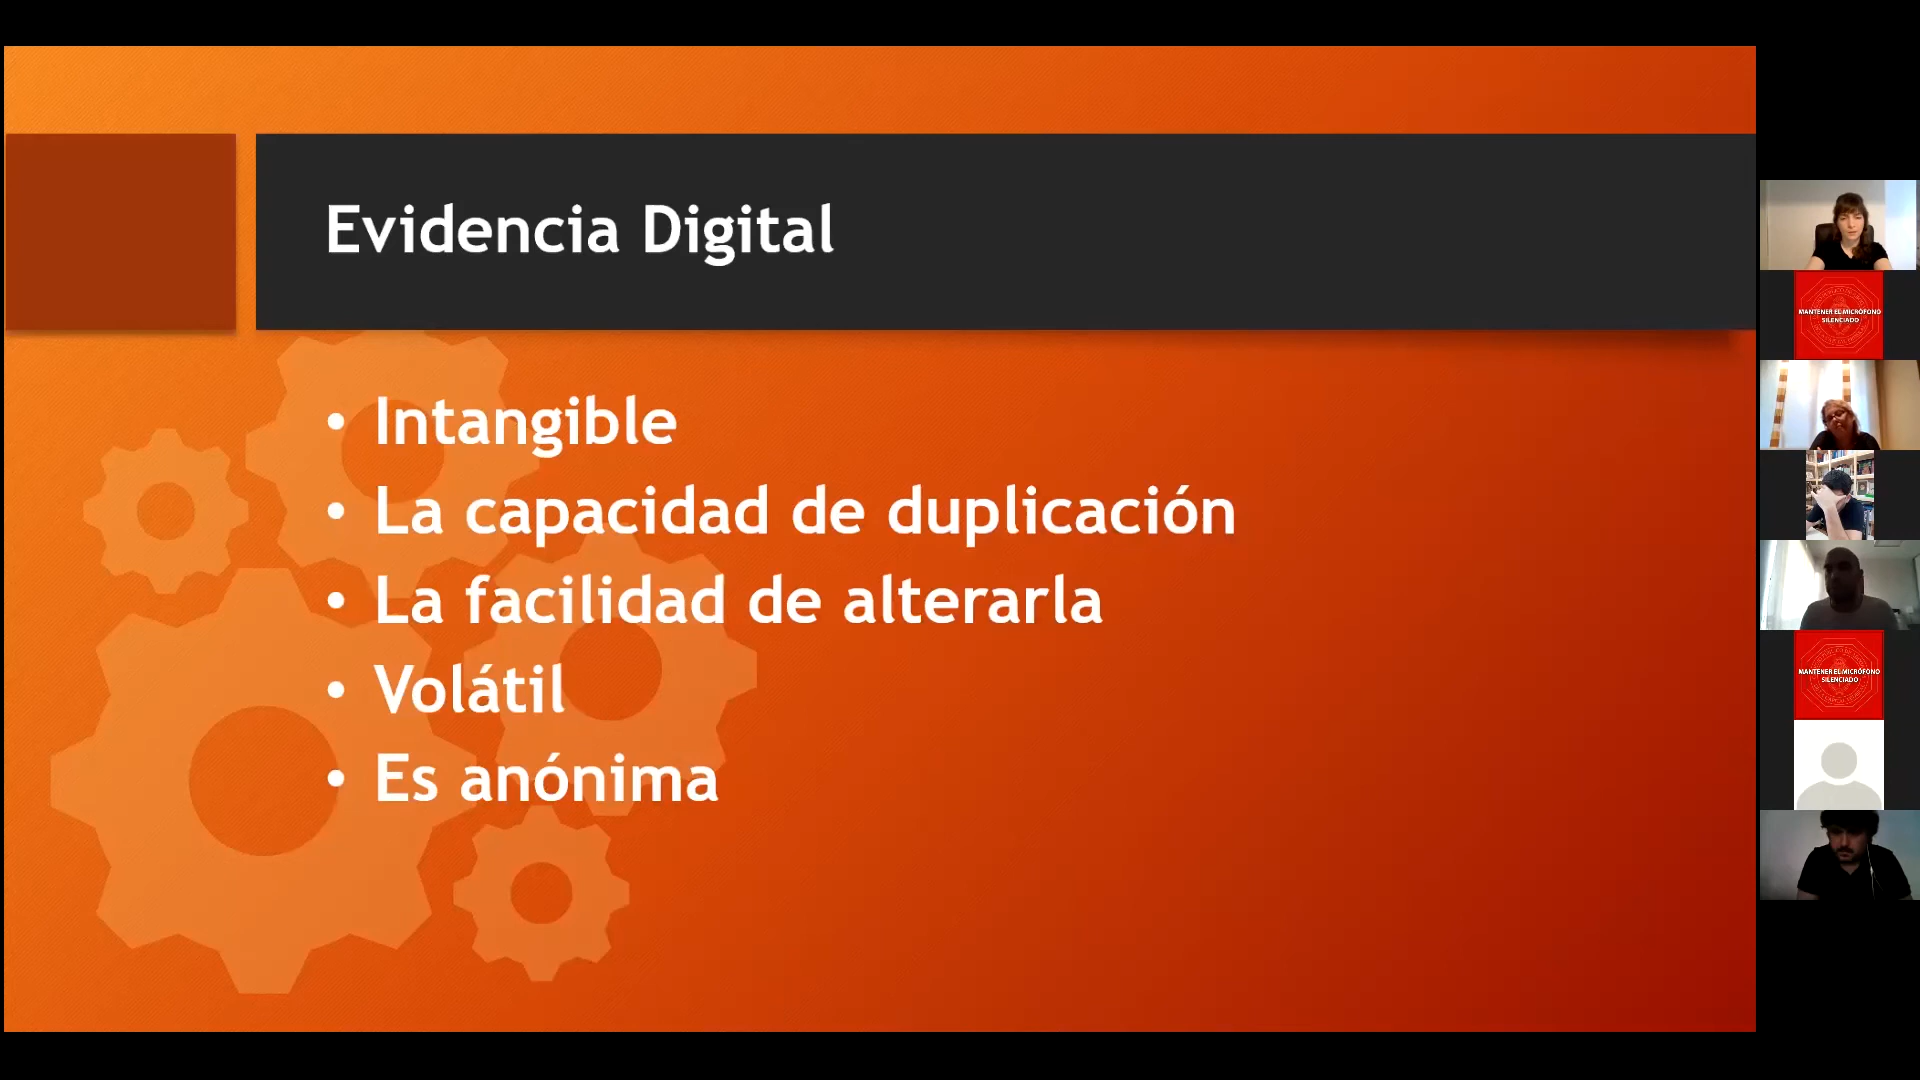 Evidencia Digital
• Intangible
• La capacidad de duplicación
• La facilidad de alterarla
• Volátil
• Es anónima
MANTENER EL MICRÓFONO
SILENCIADO
MANTENER EL MICRÓFONO
SILENCIADO